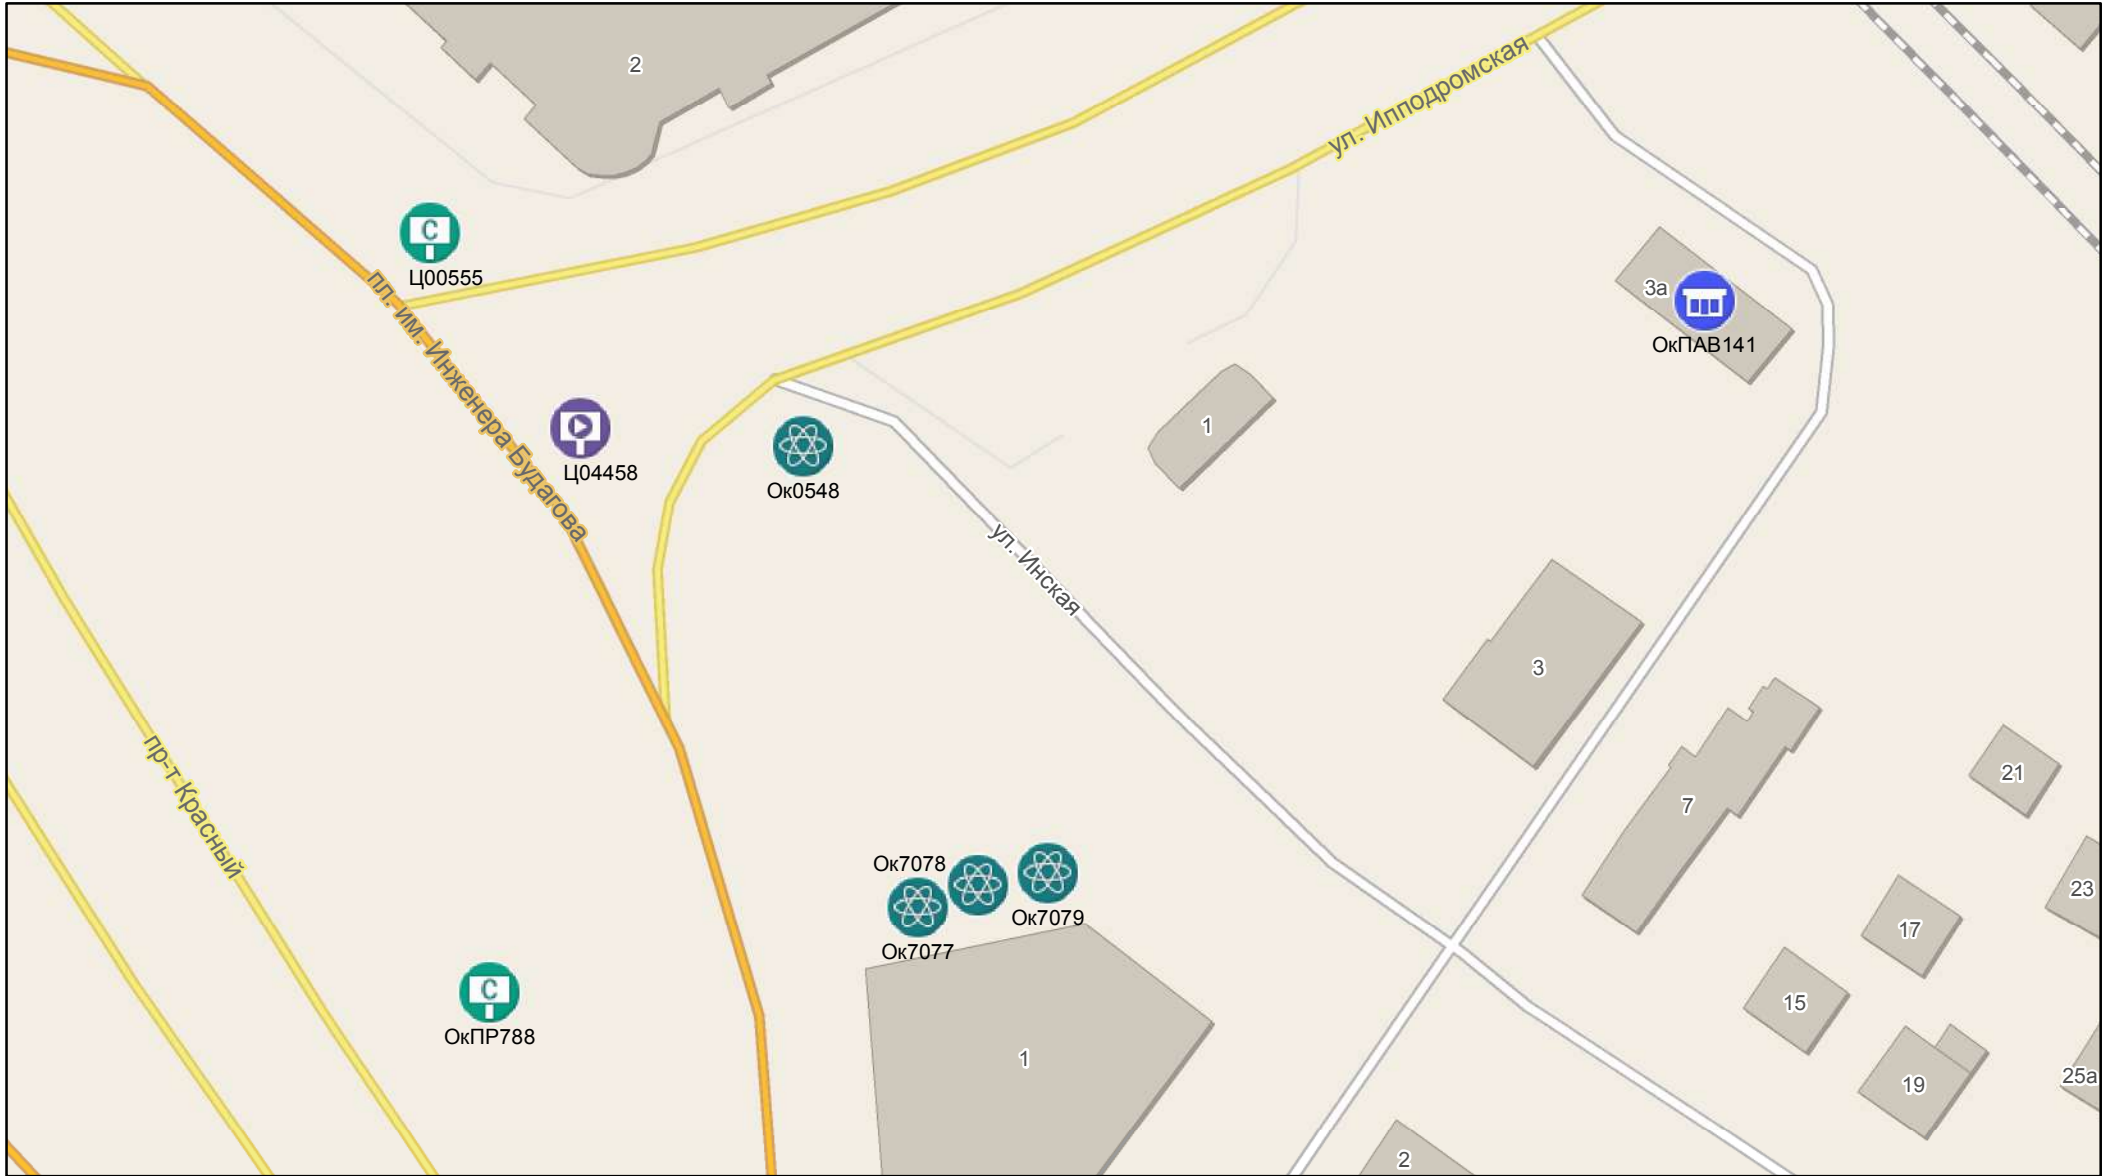 2
ул. Ипподромская
С
Ц00555
3а
ОкПАВ141
пл. им. Инженера Будагова
1
Ц04458
Ок0548
ул. Инская
3
пр-т Красный
21
7
Ок7078
Ок7079
23
Ок7077
17
С
ОкПР788
15
1
19
25а
2